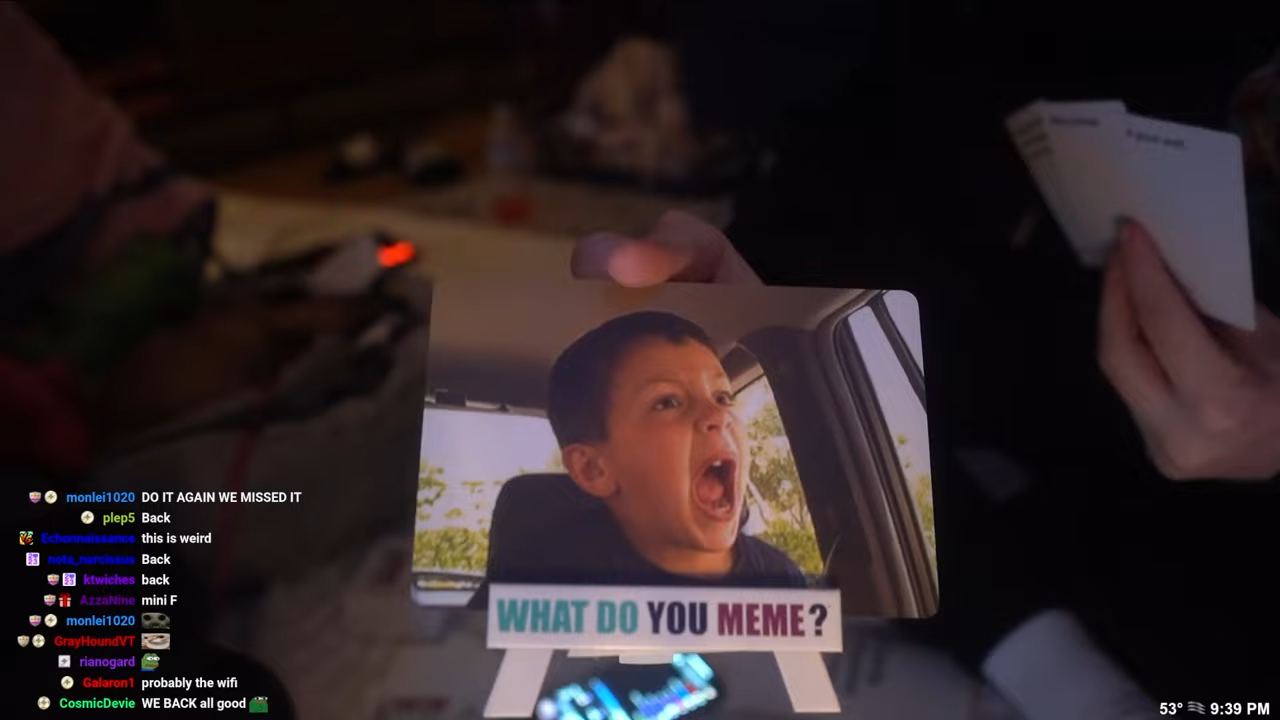 WHAT DO YOU MEME?
monlei1020 DO IT AGAIN WE MISSED IT
plep5 Back
Echonnaissance this is weird
nota_narcissus Back
ktwiches back
AzzaNine mini F
monlei1020
GrayHoundVT
rianogard
Galaron1 probably the wifi
CosmicDevie WE BACK all good
53° 9:39 PM